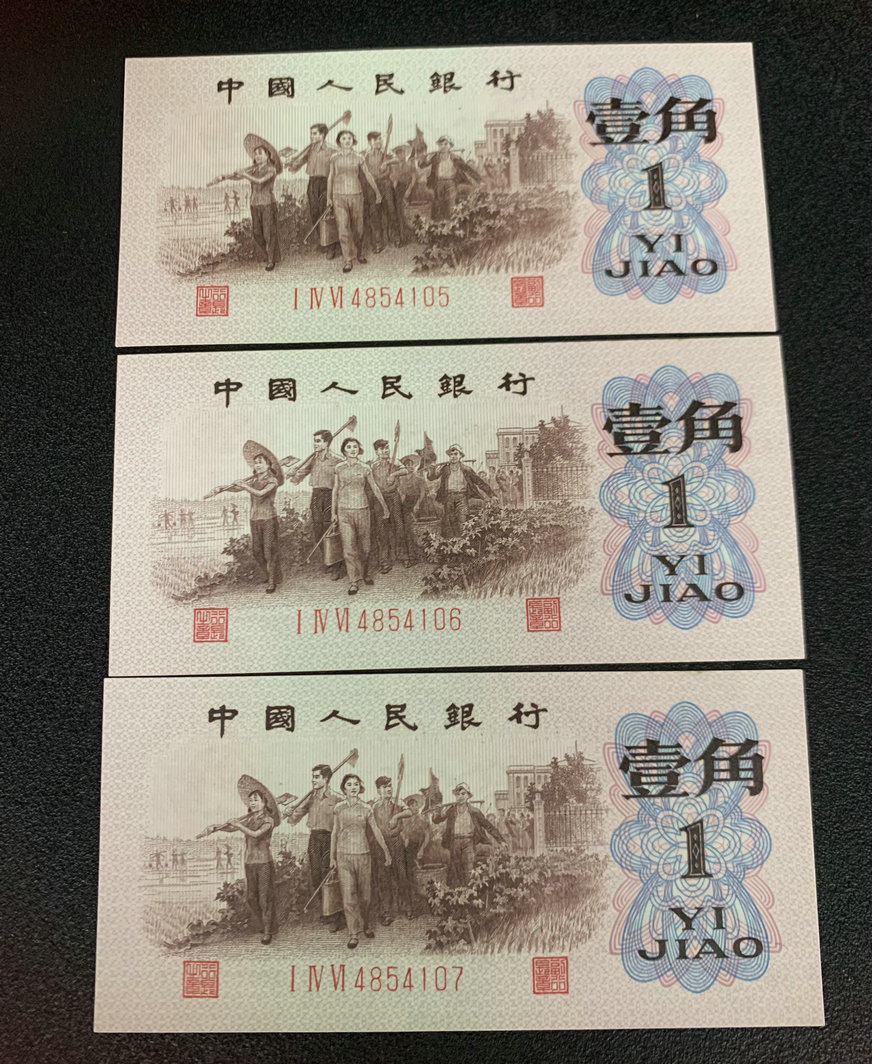 中國人民銀行
壹角
1
YI
JIAO
I IV VI 4854105
中國人民銀行
壹角
1
YI
JIAO
I IV VI 4854106
中國人民銀行
壹角
1
YI
JIAO
I IV VI 4854107